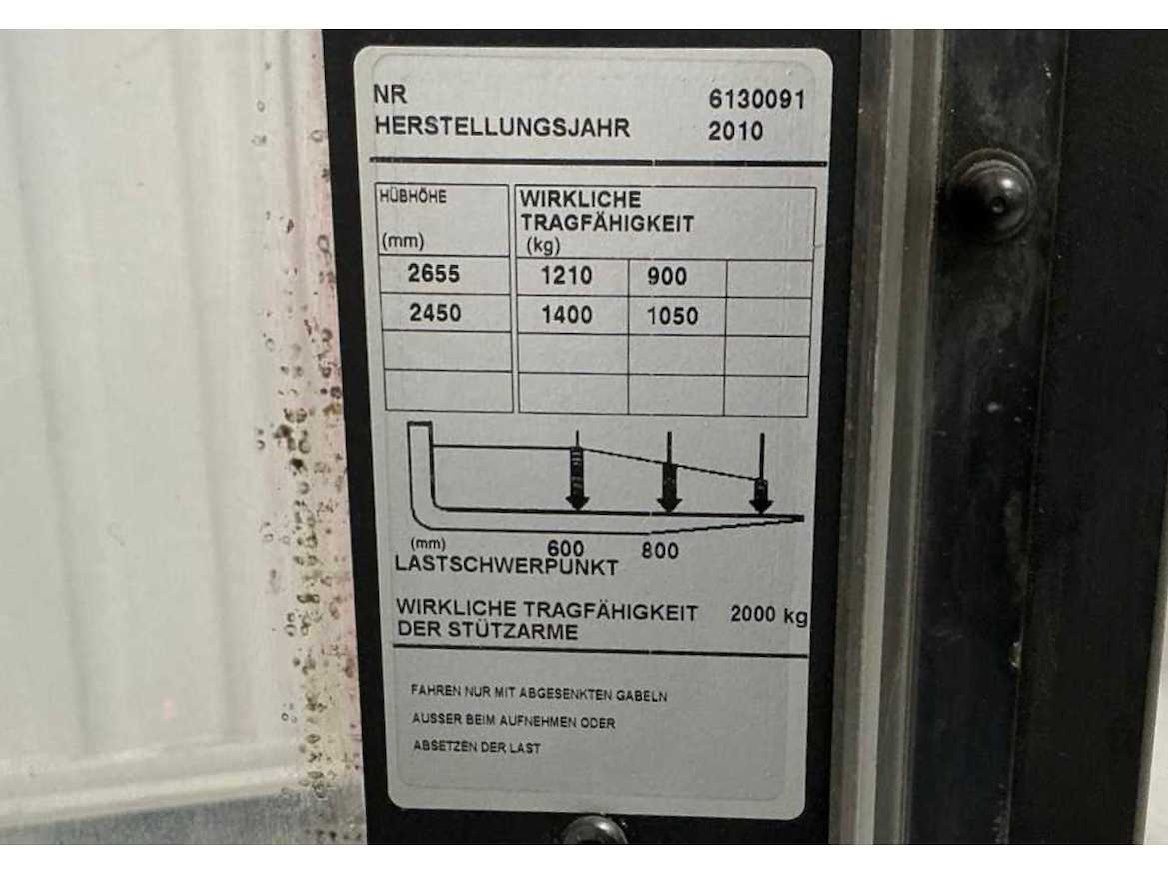 NR 6130091
HERSTELLUNGSJAHR 2010
HÜBHÖHE
WIRKLICHE
TRAGFÄHIGKEIT
(mm) (kg)
2655 1210 900
2450 1400 1050
(mm) 600 800
LASTSCHWERPUNKT
WIRKLICHE TRAGFÄHIGKEIT 2000 kg
DER STÜTZARME
FAHREN NUR MIT ABGESENKTEN GABELN
AUSSER BEIM AUFNEHMEN ODER
ABSETZEN DER LAST